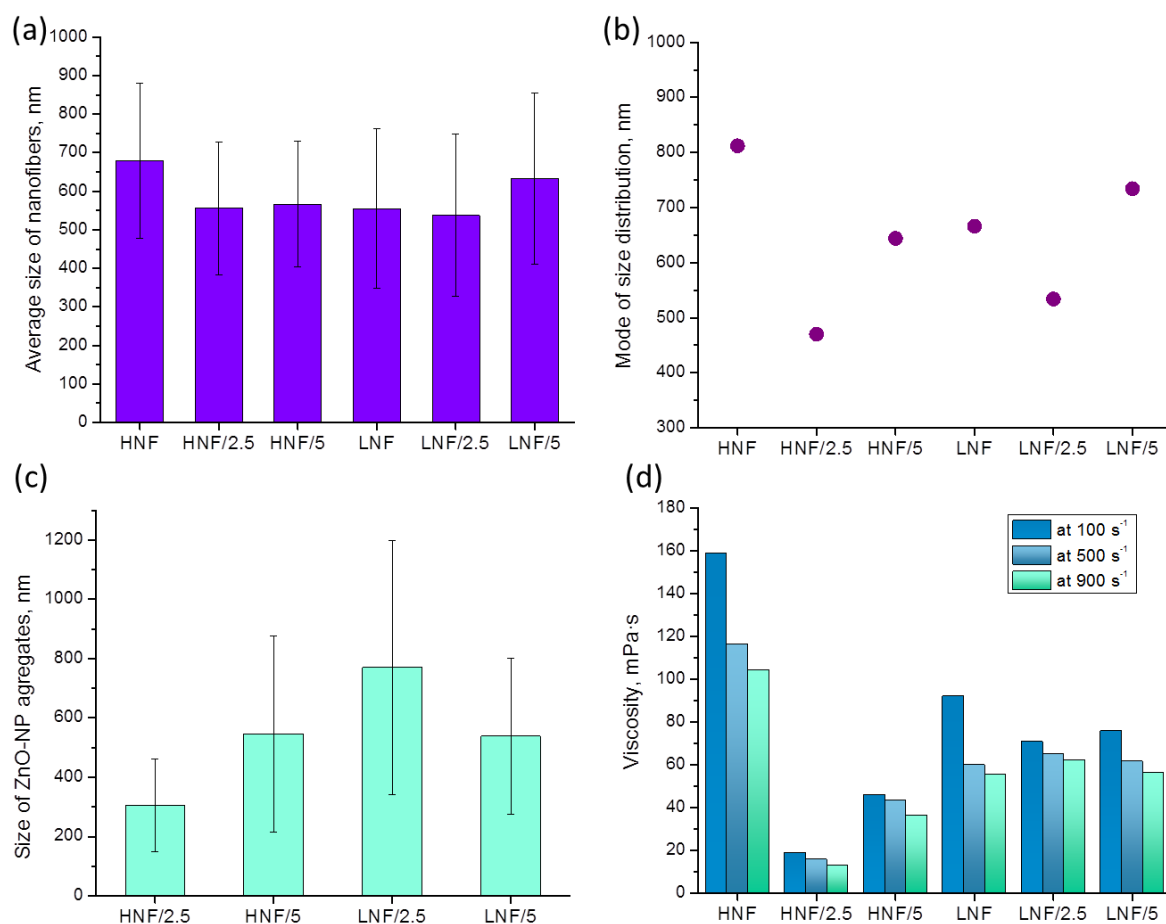 (a)
1000
900
800
700
600
500
400
300
200
100
0
Average size of nanofibers, nm
HNF HNF/2.5 HNF/5 LNF LNF/2.5 LNF/5
(b)
1000
900
800
700
600
500
400
300
Mode of size distribution, nm
HNF HNF/2.5 HNF/5 LNF LNF/2.5 LNF/5
(c)
1200
1000
800
600
400
200
0
Size of ZnO-NP agregates, nm
HNF/2.5 HNF/5 LNF/2.5 LNF/5
(d)
180
160
140
120
100
80
60
40
20
0
Viscosity, mPa·s
at 100 s⁻¹
at 500 s⁻¹
at 900 s⁻¹
HNF HNF/2.5 HNF/5 LNF LNF/2.5 LNF/5